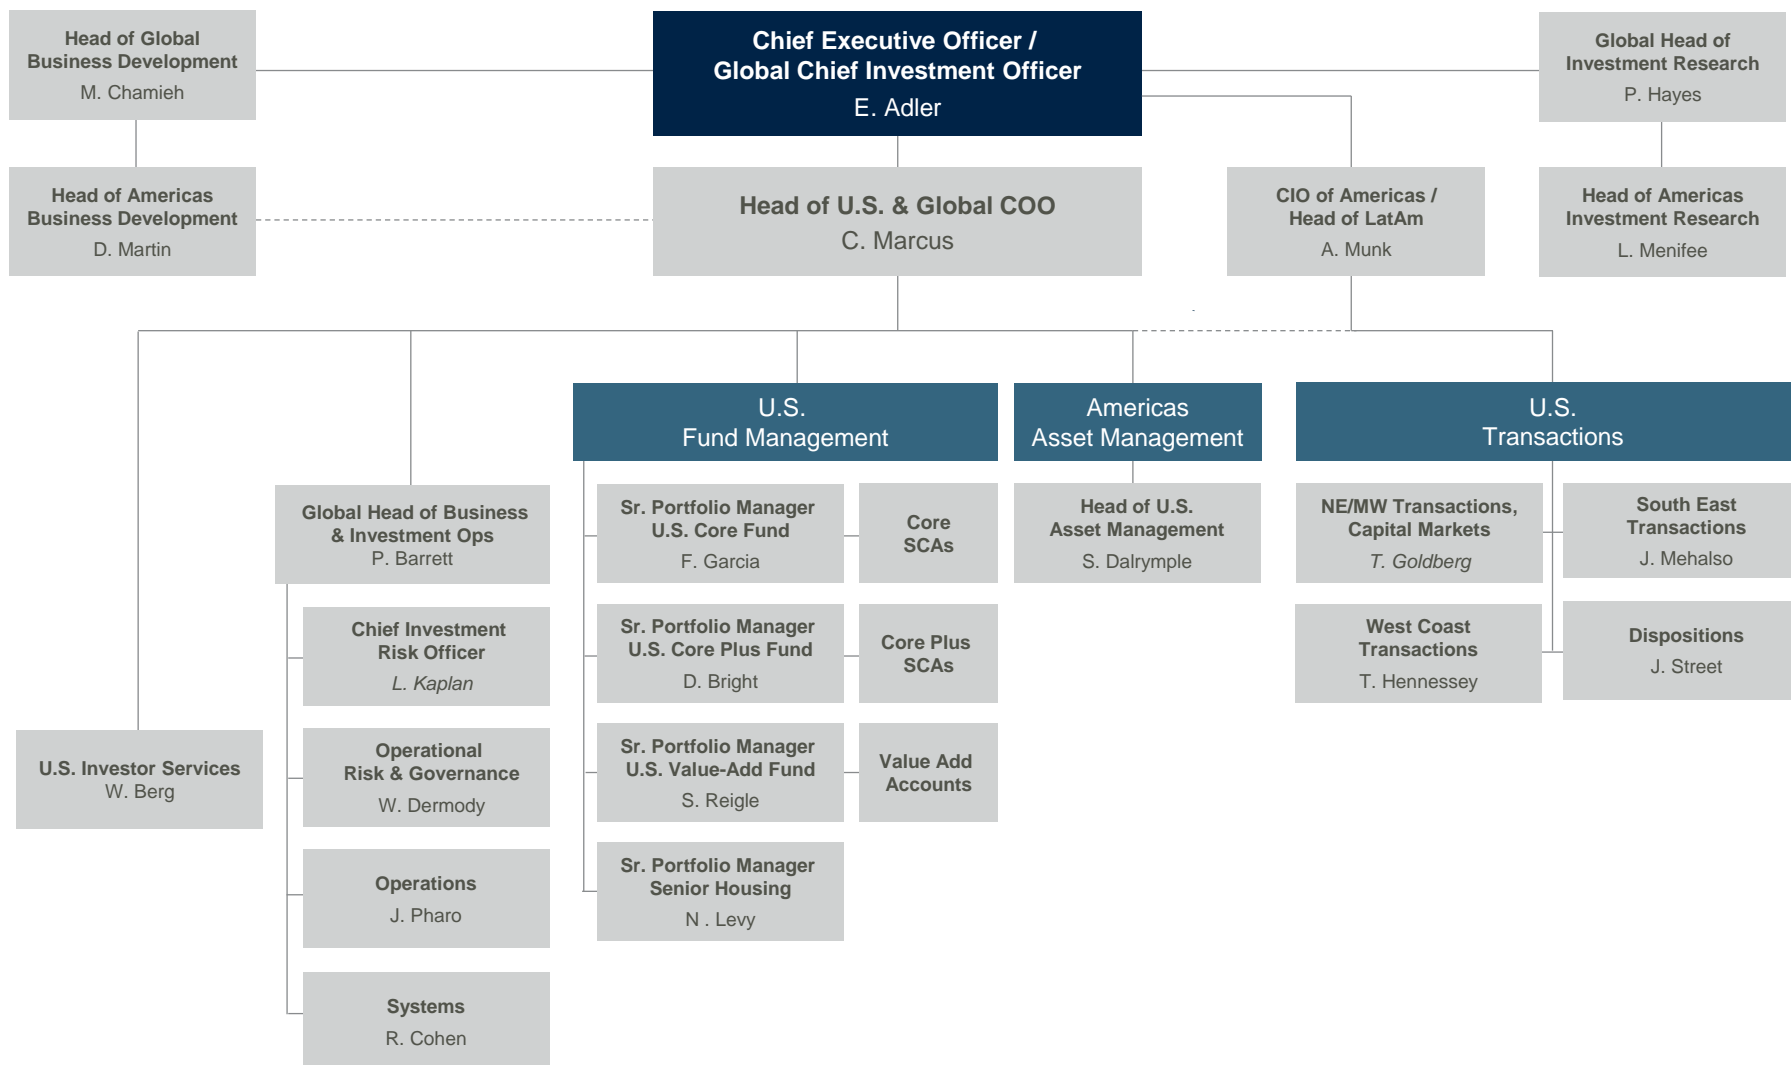 Head of Global
Business Development
M. Chamieh
Chief Executive Officer /
Global Chief Investment Officer
E. Adler
Global Head of
Investment Research
P. Hayes
Head of Americas
Business Development
D. Martin
Head of U.S. & Global COO
C. Marcus
CIO of Americas /
Head of LatAm
A. Munk
Head of Americas
Investment Research
L. Menifee
U.S. Investor Services
W. Berg
Global Head of Business
& Investment Ops
P. Barrett
Chief Investment
Risk Officer
L. Kaplan
Operational
Risk & Governance
W. Dermody
Operations
J. Pharo
Systems
R. Cohen
U.S.
Fund Management
Sr. Portfolio Manager
U.S. Core Fund
F. Garcia
Core
SCAs
Sr. Portfolio Manager
U.S. Core Plus Fund
D. Bright
Core Plus
SCAs
Sr. Portfolio Manager
U.S. Value-Add Fund
S. Reigle
Value Add
Accounts
Sr. Portfolio Manager
Senior Housing
N . Levy
Americas
Asset Management
Head of U.S.
Asset Management
S. Dalrymple
U.S.
Transactions
NE/MW Transactions,
Capital Markets
T. Goldberg
South East
Transactions
J. Mehalso
West Coast
Transactions
T. Hennessey
Dispositions
J. Street